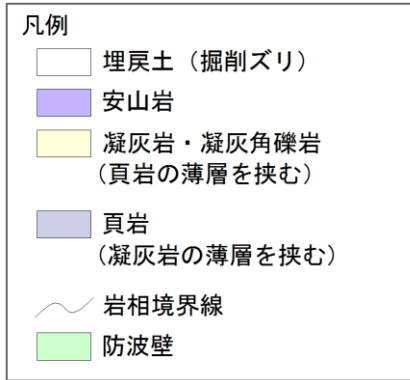 凡例
埋戻土（掘削ズリ）
安山岩
凝灰岩・凝灰角礫岩
（頁岩の薄層を挟む）
頁岩
（凝灰岩の薄層を挟む）
岩相境界線
防波壁